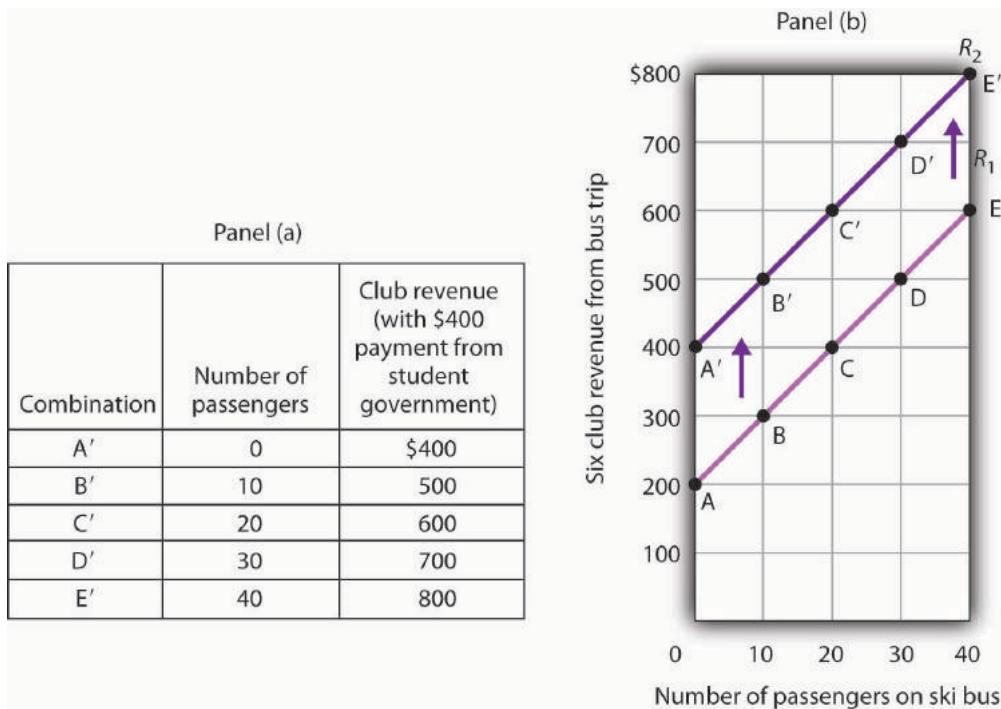 Panel (a)
Combination
Number of
passengers
Club revenue
(with $400
payment from
student
government)
A′ 0 $400
B′ 10 500
C′ 20 600
D′ 30 700
E′ 40 800
Panel (b)
Six club revenue from bus trip
$800
700
600
500
400
300
200
100
R2
E′
D′
R1
E
C′
B′
D
A′
C
B
A
0 10 20 30 40
Number of passengers on ski bus